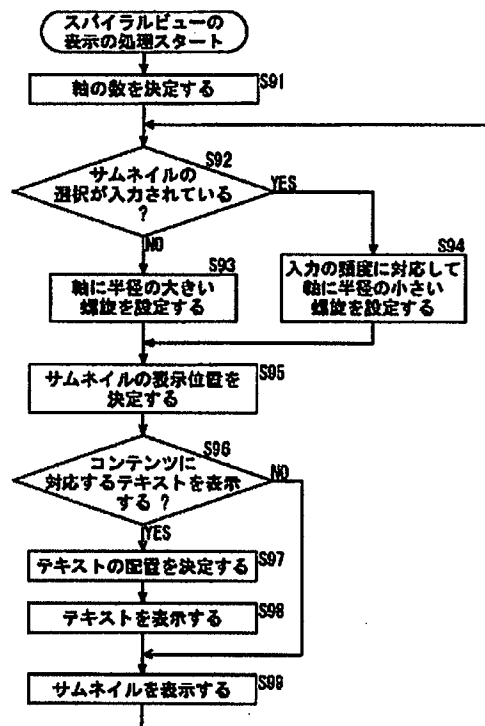 スパイラルビューの
表示の処理スタート
軸の数を決定する
S91
S92
サムネイルの
選択が入力されている
?
YES
NO
S93
軸に半径の大きい
螺旋を設定する
S94
入力の頻度に対応して
軸に半径の小さい
螺旋を設定する
サムネイルの表示位置を
決定する
S95
S96
コンテンツに
対応するテキストを表示
する ?
NO
YES
テキストの配置を決定する
S97
テキストを表示する
S98
サムネイルを表示する
S99